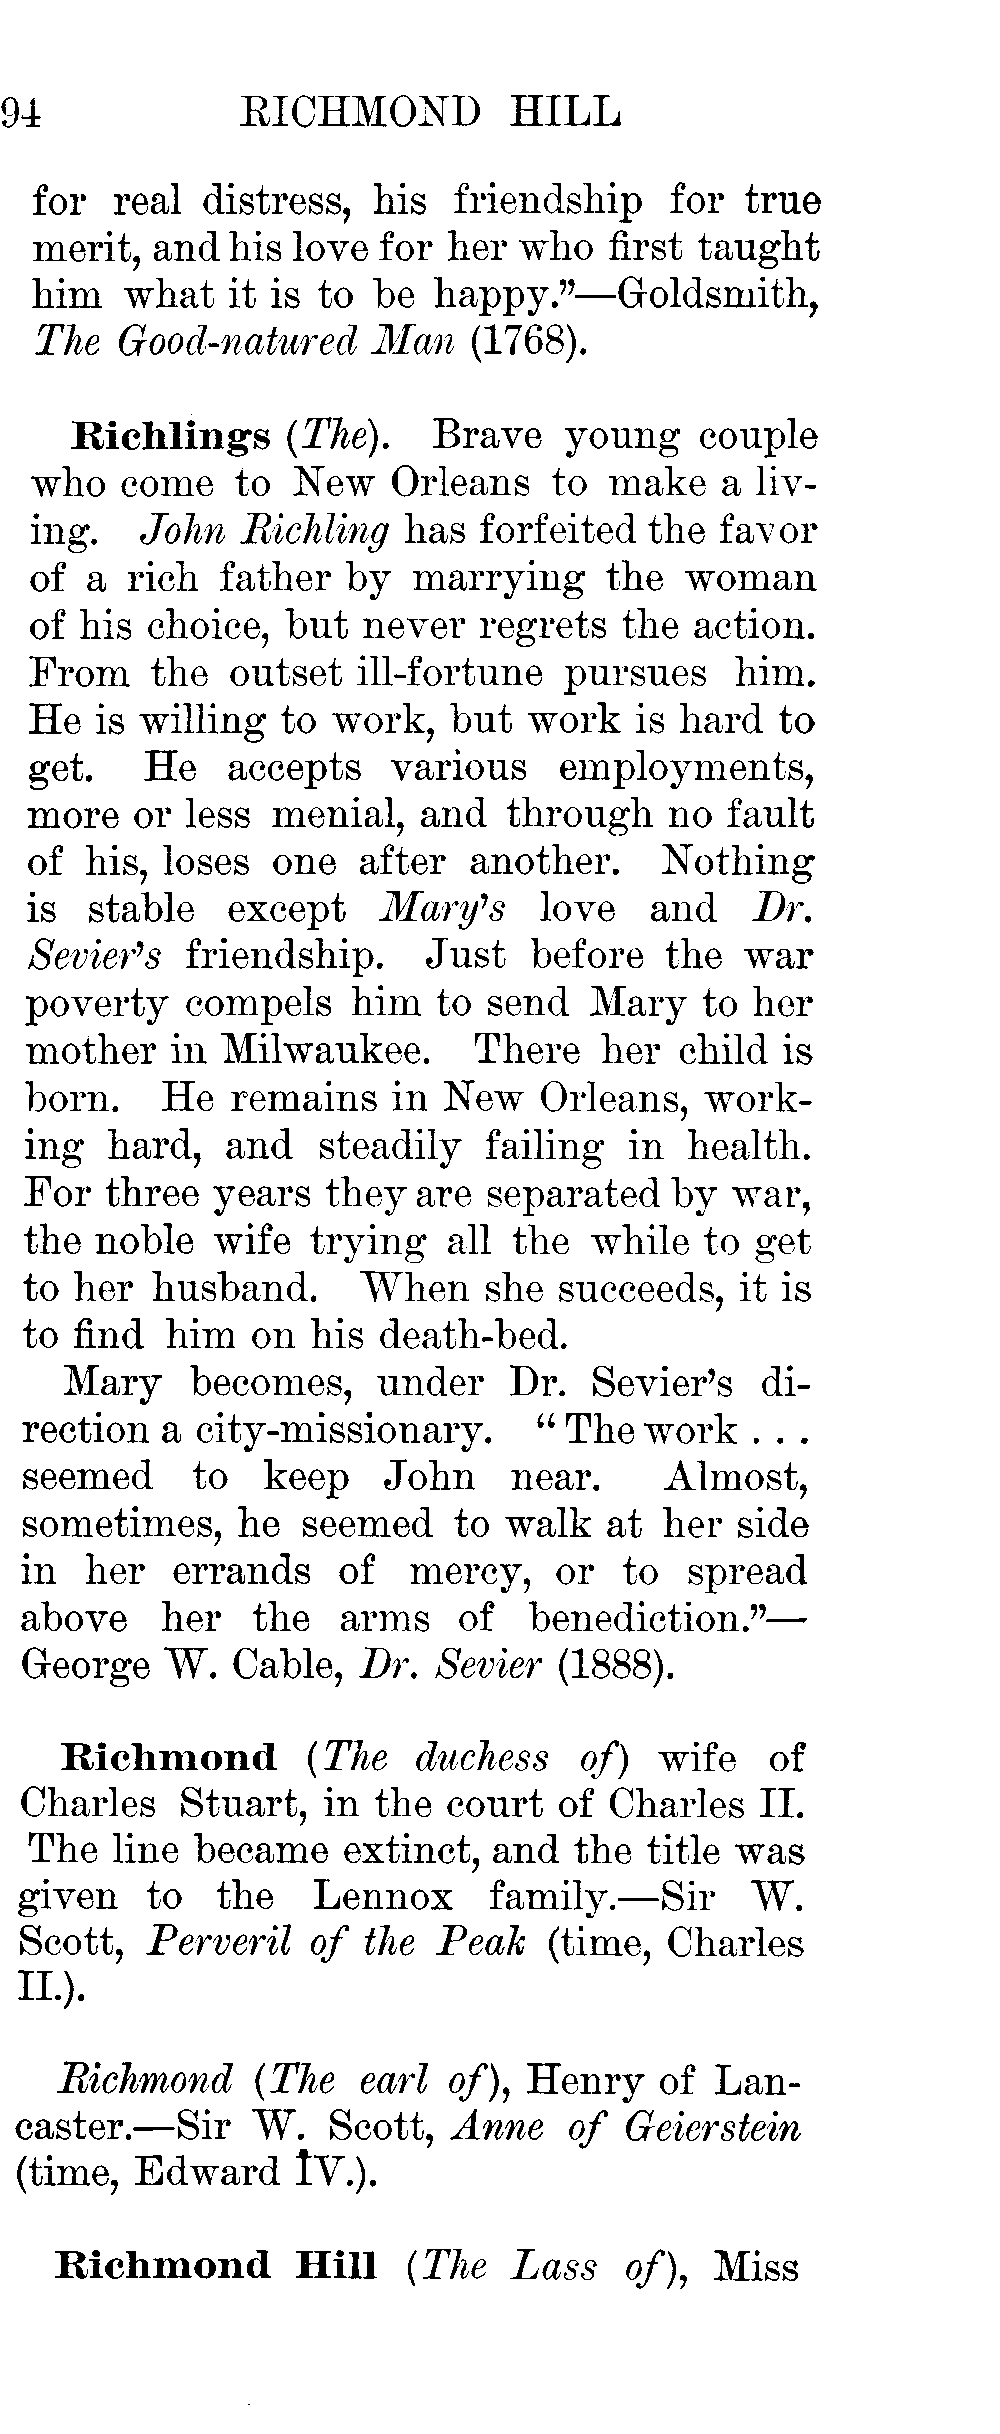 94 RICHMOND HILL
for real distress, his friendship for true
merit, and his love for her who first taught
him what it is to be happy.”—Goldsmith,
The Good-natured Man (1768).
Richlings (The). Brave young couple
who come to New Orleans to make a liv-
ing. John Richling has forfeited the favor
of a rich father by marrying the woman
of his choice, but never regrets the action.
From the outset ill-fortune pursues him.
He is willing to work, but work is hard to
get. He accepts various employments,
more or less menial, and through no fault
of his, loses one after another. Nothing
is stable except Mary’s love and Dr.
Sevier’s friendship. Just before the war
poverty compels him to send Mary to her
mother in Milwaukee. There her child is
born. He remains in New Orleans, work-
ing hard, and steadily failing in health.
For three years they are separated by war,
the noble wife trying all the while to get
to her husband. When she succeeds, it is
to find him on his death-bed.
Mary becomes, under Dr. Sevier’s di-
rection a city-missionary. “ The work . . .
seemed to keep John near. Almost,
sometimes, he seemed to walk at her side
in her errands of mercy, or to spread
above her the arms of benediction.”—
George W. Cable, Dr. Sevier (1888).
Richmond (The duchess of) wife of
Charles Stuart, in the court of Charles II.
The line became extinct, and the title was
given to the Lennox family.—Sir W.
Scott, Perveril of the Peak (time, Charles
II.).
Richmond (The earl of), Henry of Lan-
caster.—Sir W. Scott, Anne of Geierstein
(time, Edward IV.).
Richmond Hill (The Lass of), Miss